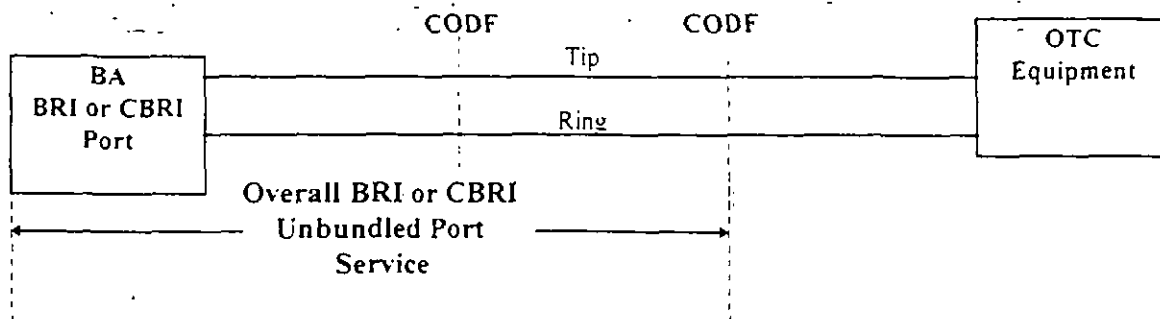 CODF
CODF
BA
BRI or CBRI
Port
Tip
Ring
OTC
Equipment
Overall BRI or CBRI
Unbundled Port
Service